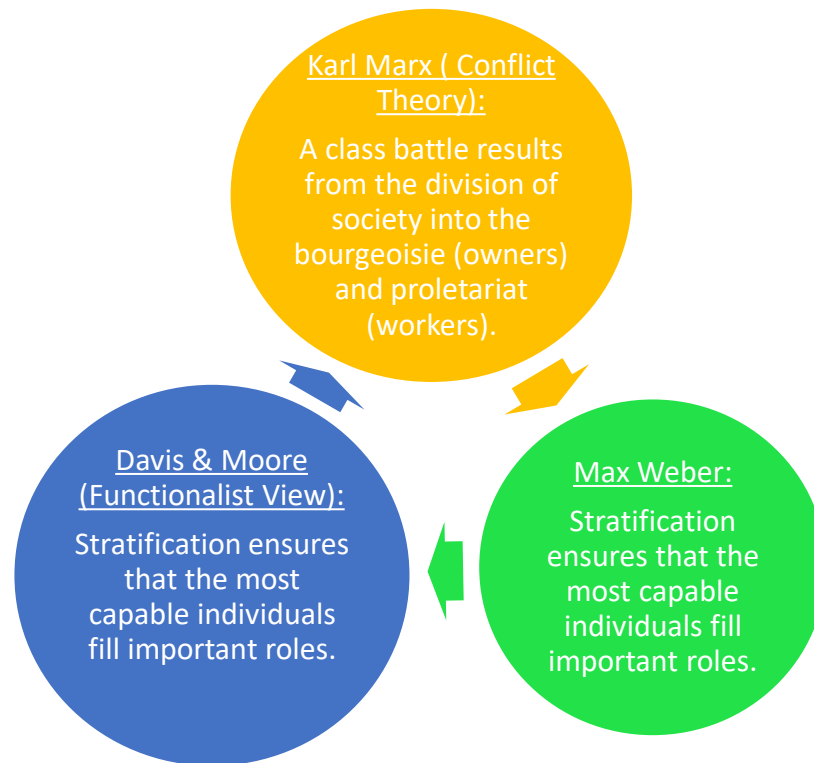 Karl Marx ( Conflict
Theory):
A class battle results
from the division of
society into the
bourgeoisie (owners)
and proletariat
(workers).
Max Weber:
Stratification
ensures that the
most capable
individuals fill
important roles.
Davis & Moore
(Functionalist View):
Stratification ensures
that the most
capable individuals
fill important roles.